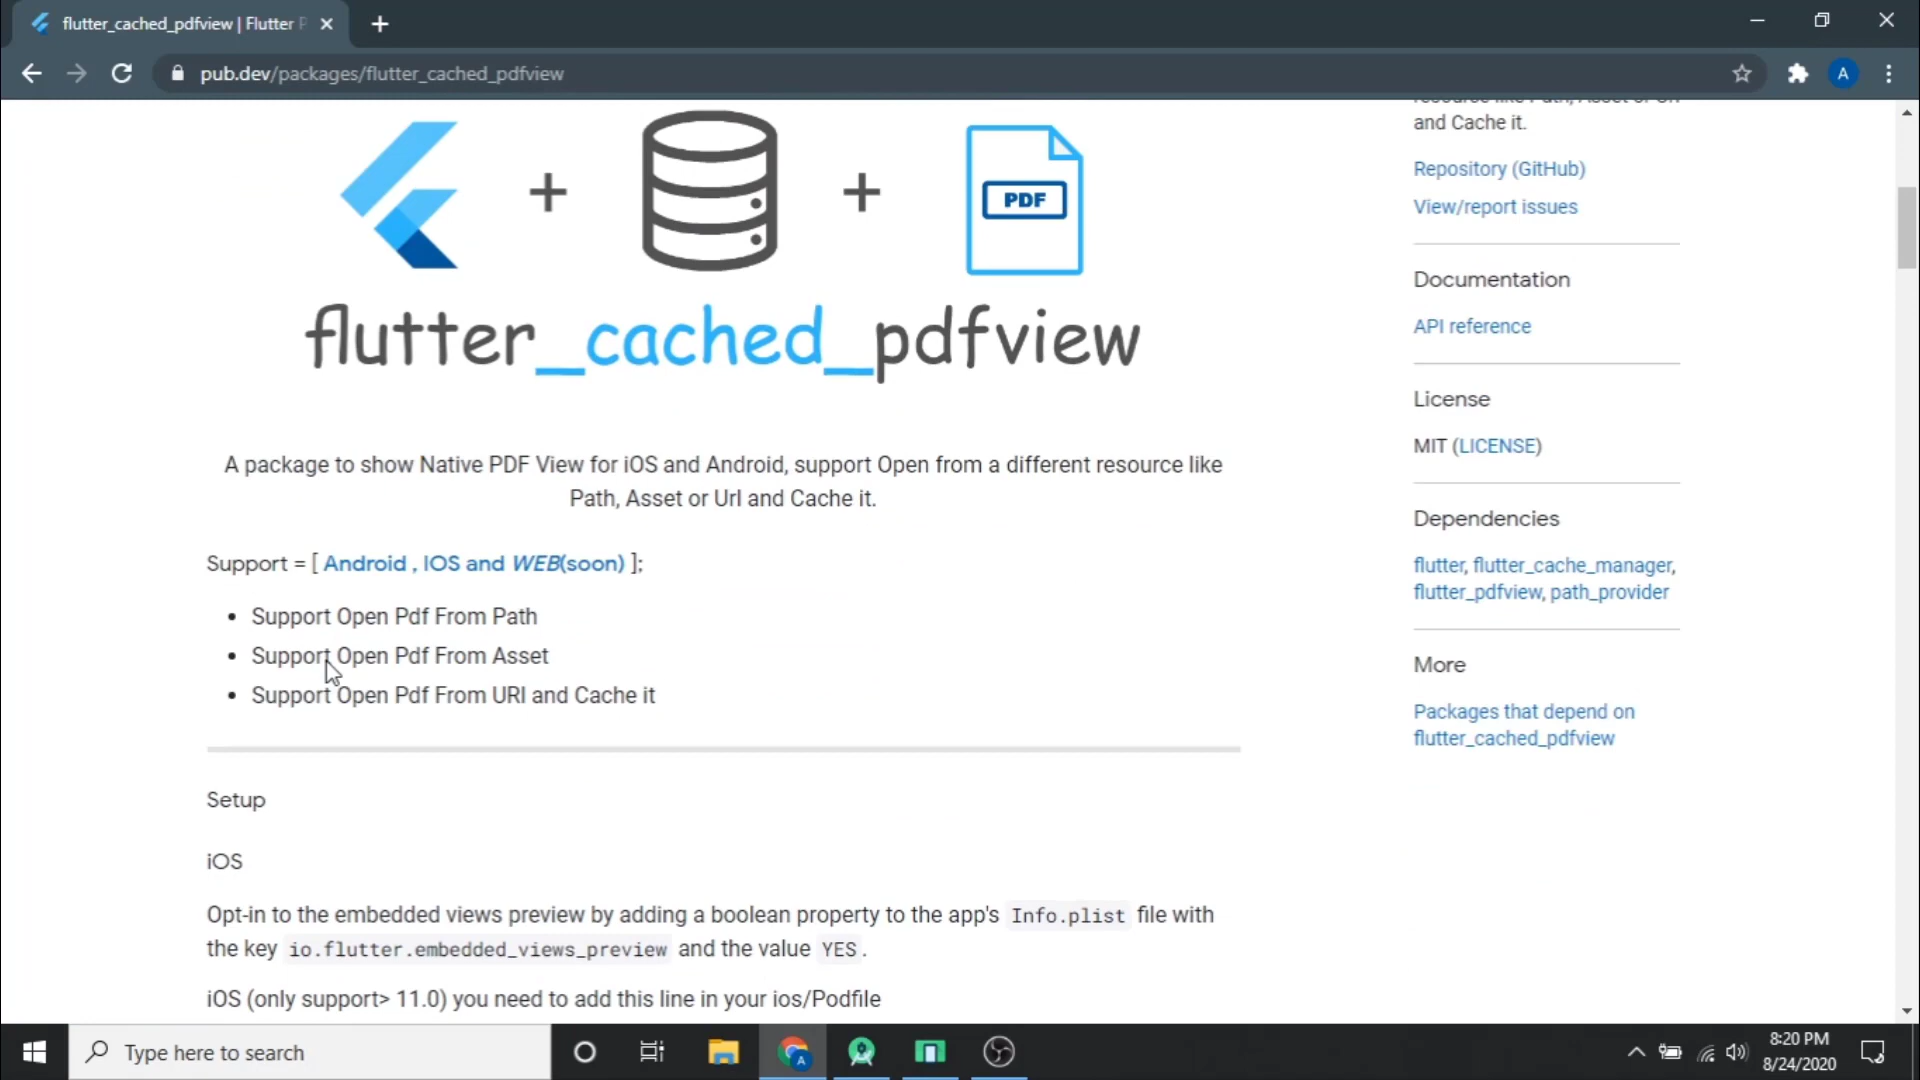 flutter_cached_pdfview | Flutter P
pub.dev/packages/flutter_cached_pdfview
A
PDF
flutter_cached_pdfview
A package to show Native PDF View for iOS and Android, support Open from a different resource like
Path, Asset or Url and Cache it.
Support = [ Android , IOS and WEB(soon) ];
• Support Open Pdf From Path
• Support Open Pdf From Asset
• Support Open Pdf From URI and Cache it
Setup
iOS
Opt-in to the embedded views preview by adding a boolean property to the app's Info.plist file with
the key io.flutter.embedded_views_preview and the value YES.
iOS (only support> 11.0) you need to add this line in your ios/Podfile
and Cache it.
Repository (GitHub)
View/report issues
Documentation
API reference
License
MIT (LICENSE)
Dependencies
flutter, flutter_cache_manager,
flutter_pdfview, path_provider
More
Packages that depend on
flutter_cached_pdfview
Type here to search
A
8:20 PM
8/24/2020